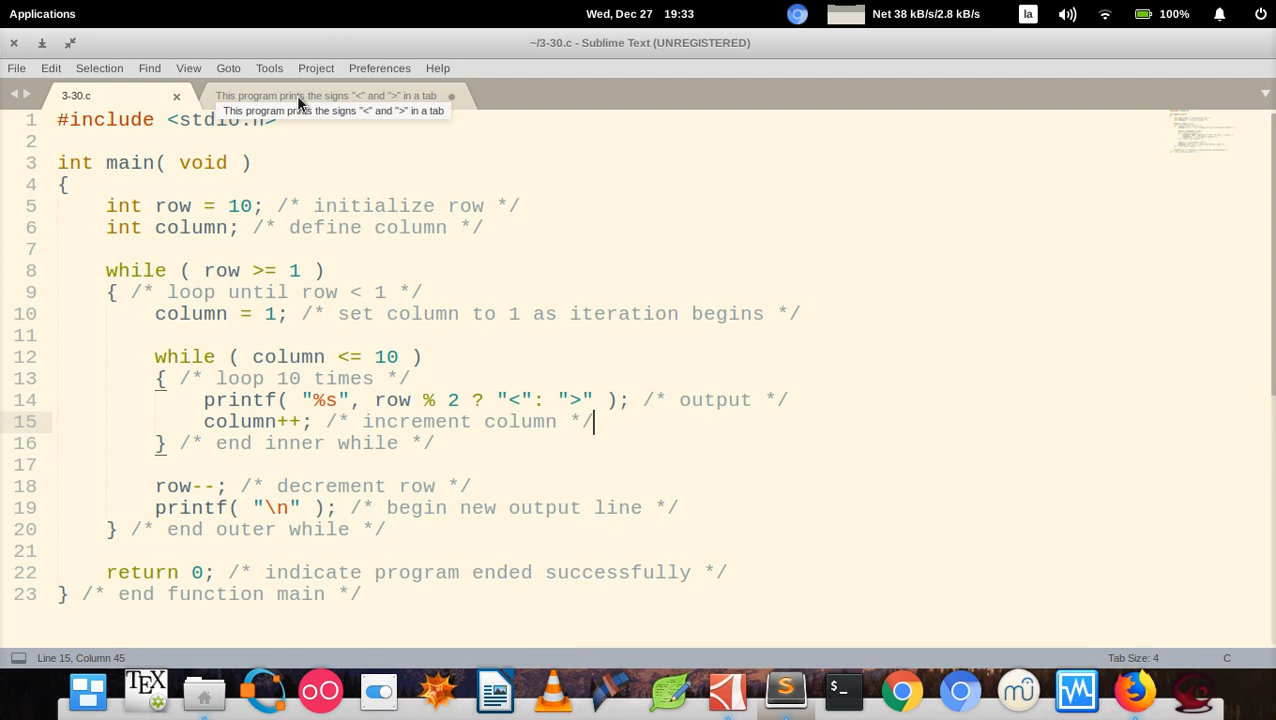 Applications
Wed, Dec 27 19:33
Net 38 kB/s/2.8 kB/s
la
100%
~/3-30.c - Sublime Text (UNREGISTERED)
File Edit Selection Find View Goto Tools Project Preferences Help
3-30.c
This program prints the signs "<" and ">" in a tab
This program prints the signs "<" and ">" in a tab
1 #include <stdio.h>
2
3 int main( void )
4 {
5 int row = 10; /* initialize row */
6 int column; /* define column */
7
8 while ( row >= 1 )
9 { /* loop until row < 1 */
10 column = 1; /* set column to 1 as iteration begins */
11
12 while ( column <= 10 )
13 { /* loop 10 times */
14 printf( "%s", row % 2 ? "<": ">" ); /* output */
15 column++; /* increment column */
16 } /* end inner while */
17
18 row--; /* decrement row */
19 printf( "\n" ); /* begin new output line */
20 } /* end outer while */
21
22 return 0; /* indicate program ended successfully */
23 } /* end function main */
Line 15, Column 45
Tab Size: 4
C
TEX
S
>_
mu